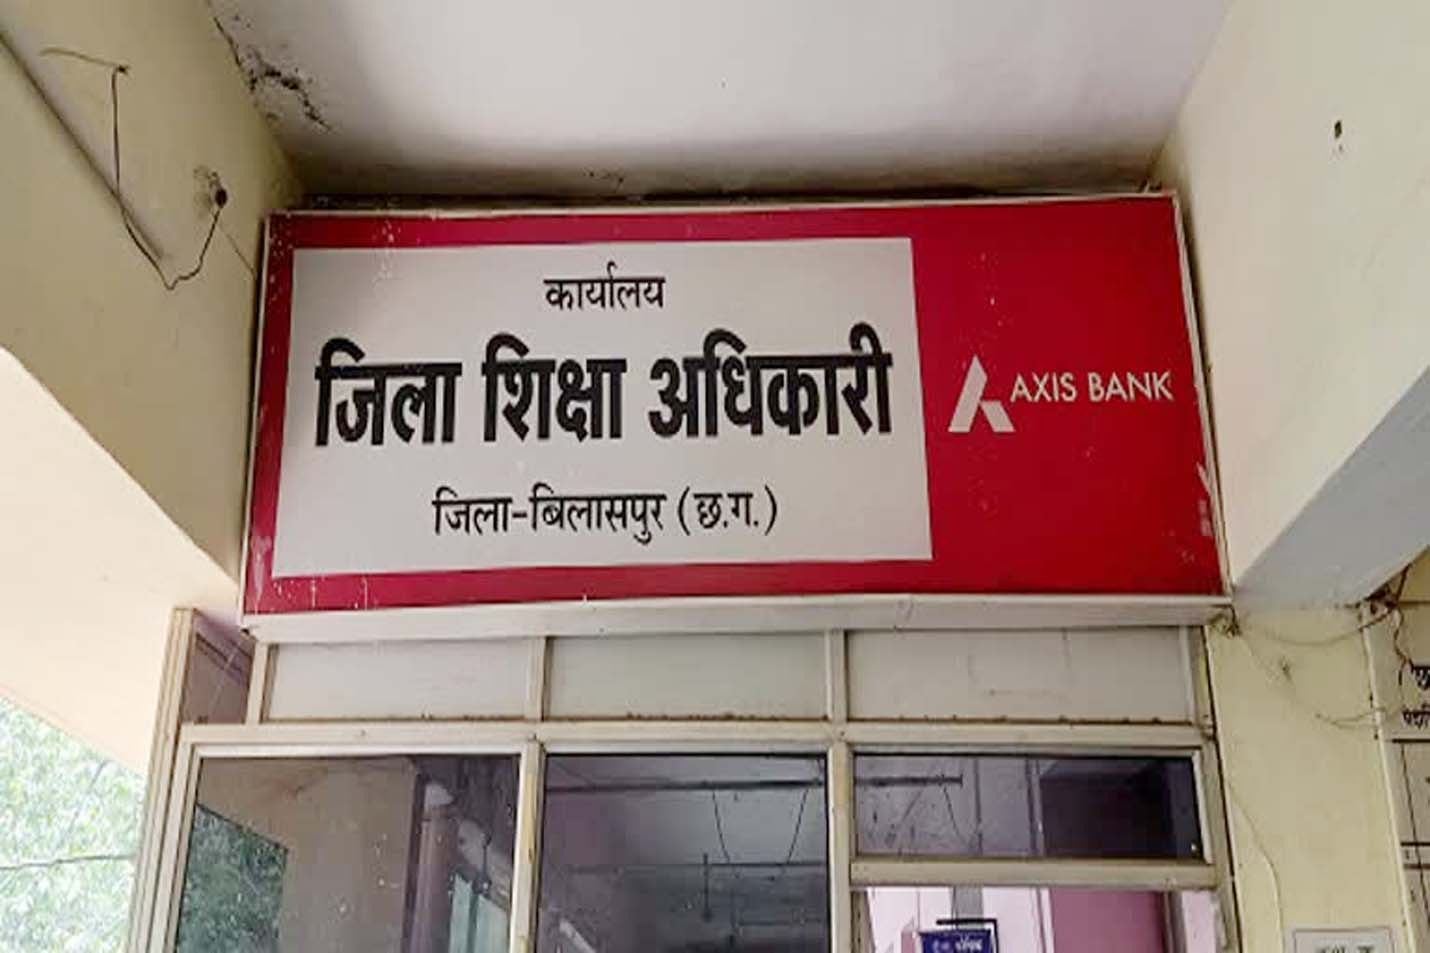 कार्यालय
जिला शिक्षा अधिकारी
जिला-बिलासपुर (छ.ग.)
AXIS BANK